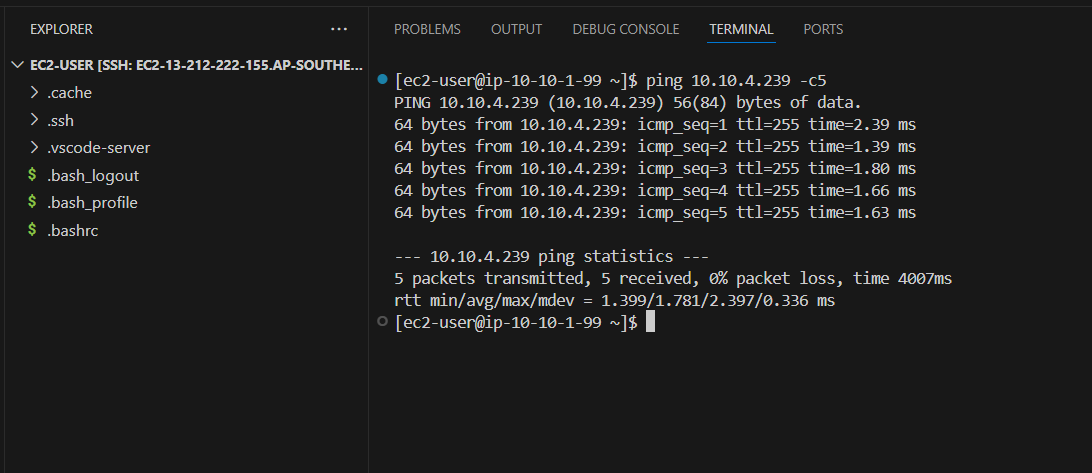 EXPLORER
...
PROBLEMS OUTPUT DEBUG CONSOLE TERMINAL PORTS
EC2-USER [SSH: EC2-13-212-222-155.AP-SOUTHE...
.cache
.ssh
.vscode-server
$ .bash_logout
$ .bash_profile
$ .bashrc
[ec2-user@ip-10-10-1-99 ~]$ ping 10.10.4.239 -c5
PING 10.10.4.239 (10.10.4.239) 56(84) bytes of data.
64 bytes from 10.10.4.239: icmp_seq=1 ttl=255 time=2.39 ms
64 bytes from 10.10.4.239: icmp_seq=2 ttl=255 time=1.39 ms
64 bytes from 10.10.4.239: icmp_seq=3 ttl=255 time=1.80 ms
64 bytes from 10.10.4.239: icmp_seq=4 ttl=255 time=1.66 ms
64 bytes from 10.10.4.239: icmp_seq=5 ttl=255 time=1.63 ms
--- 10.10.4.239 ping statistics ---
5 packets transmitted, 5 received, 0% packet loss, time 4007ms
rtt min/avg/max/mdev = 1.399/1.781/2.397/0.336 ms
[ec2-user@ip-10-10-1-99 ~]$